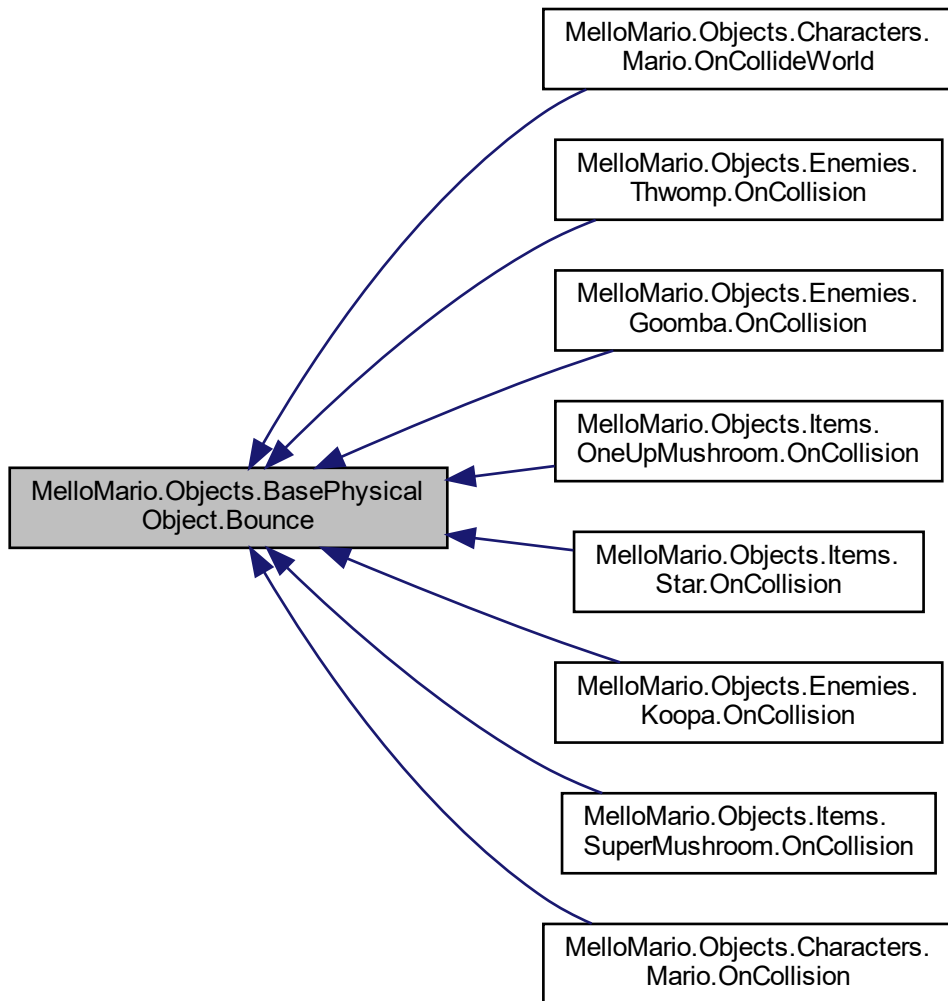 MelloMario.Objects.Characters.
Mario.OnCollideWorld
MelloMario.Objects.Enemies.
Thwomp.OnCollision
MelloMario.Objects.Enemies.
Goomba.OnCollision
MelloMario.Objects.Items.
OneUpMushroom.OnCollision
MelloMario.Objects.BasePhysical
Object.Bounce
MelloMario.Objects.Items.
Star.OnCollision
MelloMario.Objects.Enemies.
Koopa.OnCollision
MelloMario.Objects.Items.
SuperMushroom.OnCollision
MelloMario.Objects.Characters.
Mario.OnCollision